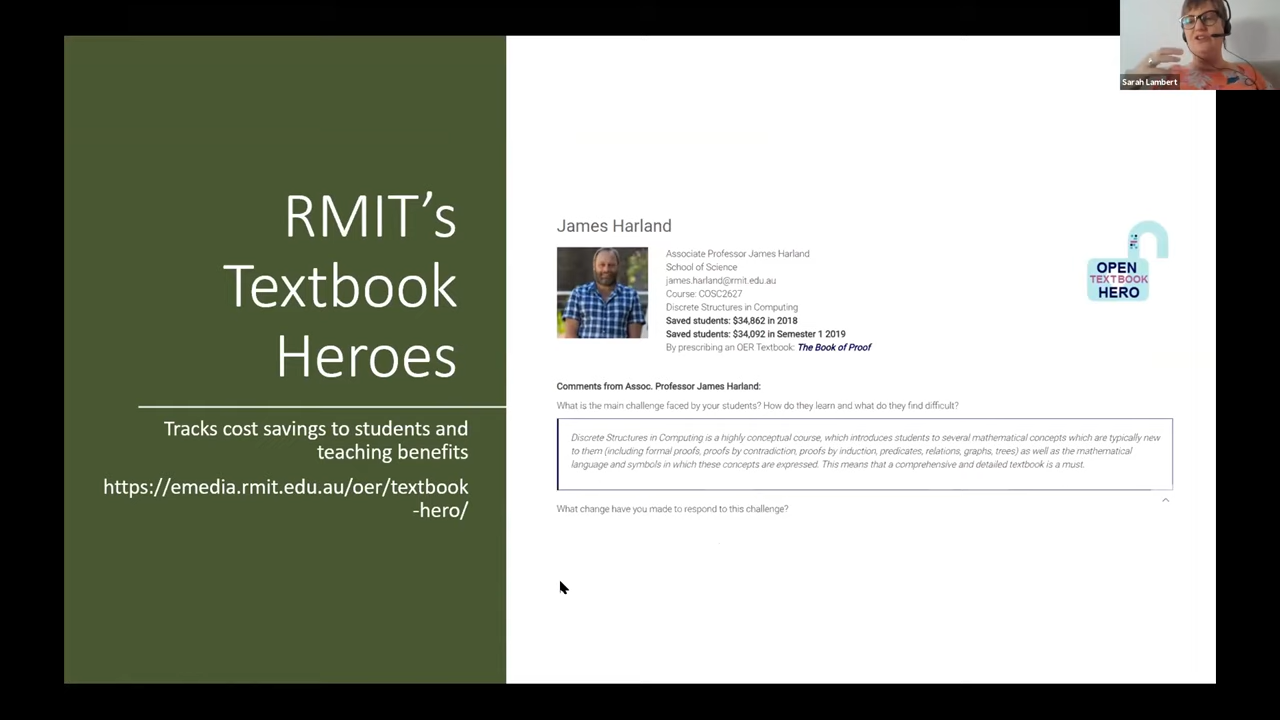 Sarah Lambert
RMIT's
Textbook
Heroes
Tracks cost savings to students and
teaching benefits
https://emedia.rmit.edu.au/oer/textbook
-hero/
James Harland
Associate Professor James Harland
School of Science
james.harland@rmit.edu.au
Course: COSC2627
Discrete Structures in Computing
Saved students: $34,862 in 2018
Saved students: $34,092 in Semester 1 2019
By prescribing an OER Textbook: The Book of Proof
OPEN
TEXTBOOK
HERO
Comments from Assoc. Professor James Harland:
What is the main challenge faced by your students? How do they learn and what do they find difficult?
Discrete Structures in Computing is a highly conceptual course, which introduces students to several mathematical concepts which are typically new
to them (including formal proofs, proofs by contradiction, proofs by induction, predicates, relations, graphs, trees) as well as the mathematical
language and symbols in which these concepts are expressed. This means that a comprehensive and detailed textbook is a must.
What change have you made to respond to this challenge?